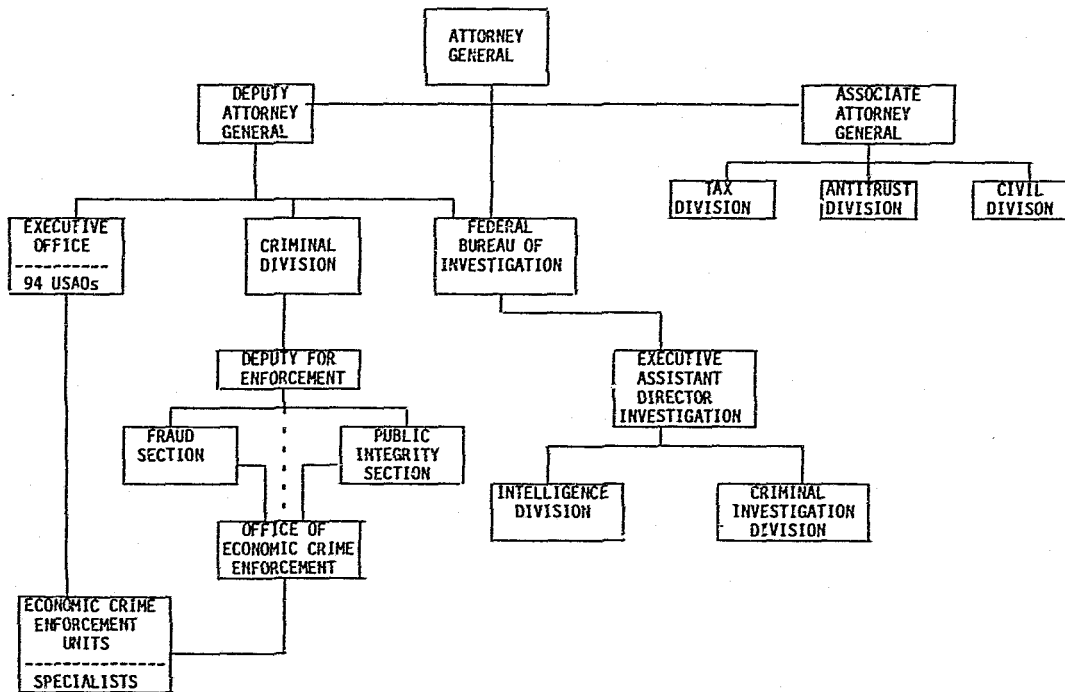 ATTORNEY
GENERAL
DEPUTY
ATTORNEY
GENERAL
ASSOCIATE
ATTORNEY
GENERAL
TAX
DIVISION
ANTITRUST
DIVISION
CIVIL
DIVISON
EXECUTIVE
OFFICE
94 USAOs
CRIMINAL
DIVISION
FEDERAL
BUREAU OF
INVESTIGATION
DEPUTY FOR
ENFORCEMENT
EXECUTIVE
ASSISTANT
DIRECTOR
INVESTIGATION
FRAUD
SECTION
PUBLIC
INTEGRITY
SECTION
INTELLIGENCE
DIVISION
CRIMINAL
INVESTIGATION
DIVISION
OFFICE OF
ECONOMIC CRIME
ENFORCEMENT
ECONOMIC CRIME
ENFORCEMENT
UNITS
SPECIALISTS